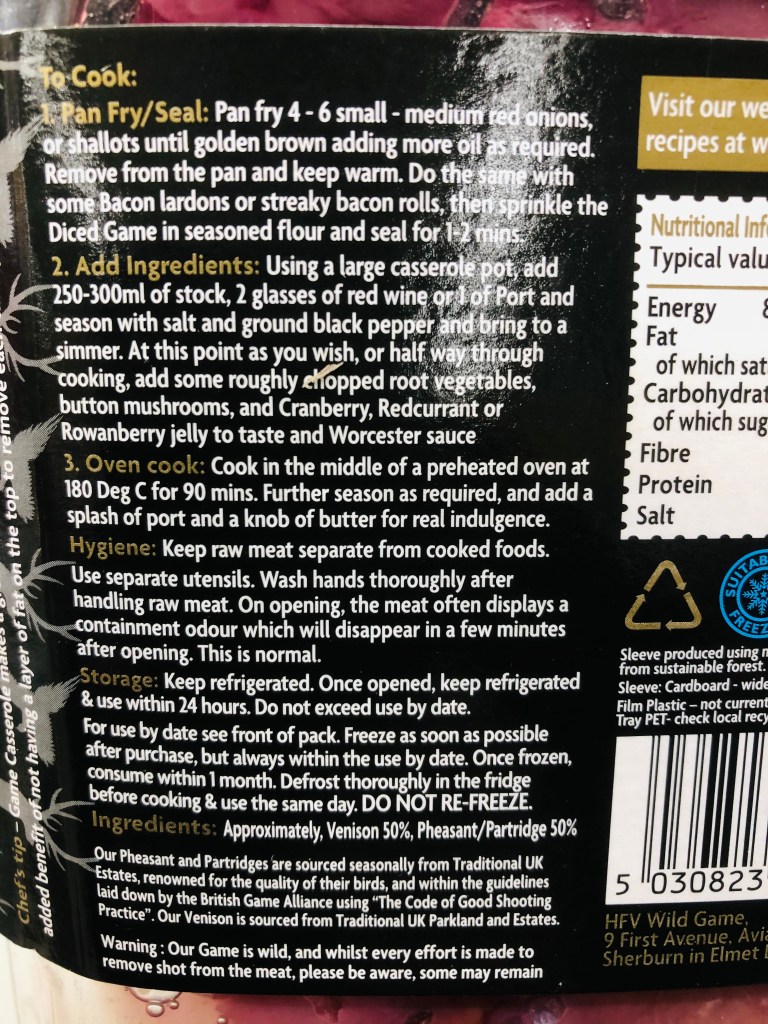 To Cook:
1. Pan Fry/Seal: Pan fry 4 - 6 small - medium red onions,
or shallots until golden brown adding more oil as required.
Remove from the pan and keep warm. Do the same with
some Bacon lardons or streaky bacon rolls, then sprinkle the
Diced Game in seasoned flour and seal for 1-2 mins.
2. Add Ingredients: Using a large casserole pot, add
250-300ml of stock, 2 glasses of red wine or 1 of Port and
season with salt and ground black pepper and bring to a
simmer. At this point as you wish, or half way through
cooking, add some roughly chopped root vegetables,
button mushrooms, and Cranberry, Redcurrant or
Rowanberry jelly to taste and Worcester sauce
3. Oven cook: Cook in the middle of a preheated oven at
180 Deg C for 90 mins. Further season as required, and add a
splash of port and a knob of butter for real indulgence.
Hygiene: Keep raw meat separate from cooked foods.
Use separate utensils. Wash hands thoroughly after
handling raw meat. On opening, the meat often displays a
containment odour which will disappear in a few minutes
after opening. This is normal.
Storage: Keep refrigerated. Once opened, keep refrigerated
& use within 24 hours. Do not exceed use by date.
For use by date see front of pack. Freeze as soon as possible
after purchase, but always within the use by date. Once frozen,
consume within 1 month. Defrost thoroughly in the fridge
before cooking & use the same day. DO NOT RE-FREEZE.
Ingredients: Approximately, Venison 50%, Pheasant/Partridge 50%
Our Pheasant and Partridges are sourced seasonally from Traditional UK
Estates, renowned for the quality of their birds, and within the guidelines
laid down by the British Game Alliance using "The Code of Good Shooting
Practice". Our Venison is sourced from Traditional UK Parkland and Estates.
Warning : Our Game is wild, and whilst every effort is made to
remove shot from the meat, please be aware, some may remain
Chef's tip - Game Casserole makes a
added benefit of not having a layer of fat on the top to remove
Visit our we
recipes at w
Nutritional Inf
Typical valu
Energy 8
Fat
of which sat
Carbohydrat
of which sug
Fibre
Protein
Salt
SUITAB
FREEZ
Sleeve produced using
from sustainable forest.
Sleeve: Cardboard - wide
Film Plastic – not current
Tray PET- check local recy
5 030823
HFV Wild Game,
9 First Avenue, Avia
Sherburn in Elmet